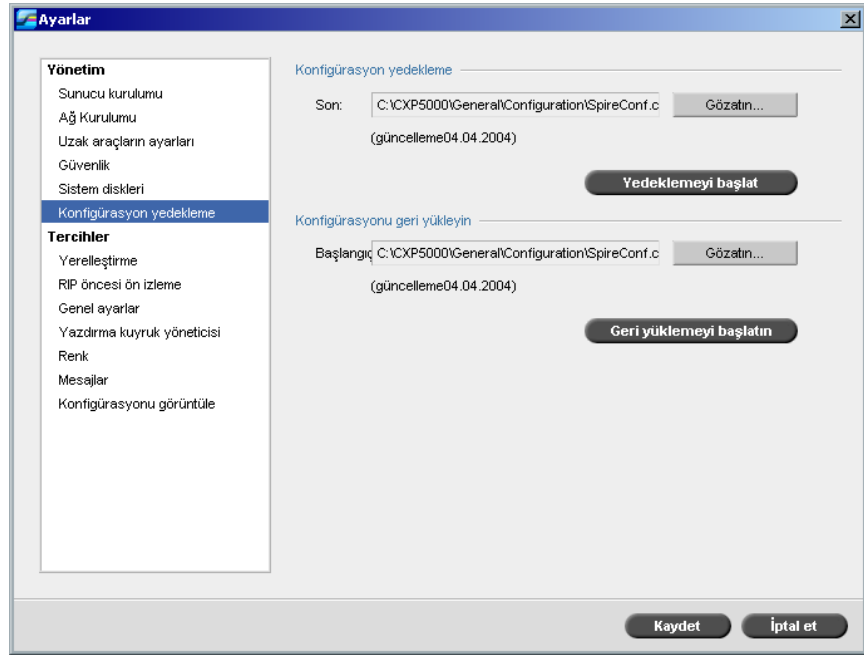 Ayarlar
Yönetim
Sunucu kurulumu
Ağ Kurulumu
Uzak araçların ayarları
Güvenlik
Sistem diskleri
Konfigürasyon yedekleme
Tercihler
Yerelleştirme
RIP öncesi ön izleme
Genel ayarlar
Yazdırma kuyruk yöneticisi
Renk
Mesajlar
Konfigürasyonu görüntüle
Konfigürasyon yedekleme
Son: C:\CXP5000\General\Configuration\SpireConf.c Gözatın...
(güncelleme04.04.2004)
Yedeklemeyi başlat
Konfigürasyonu geri yükleyin
Başlangıç C:\CXP5000\General\Configuration\SpireConf.c Gözatın...
(güncelleme04.04.2004)
Geri yüklemeyi başlatın
Kaydet İptal et